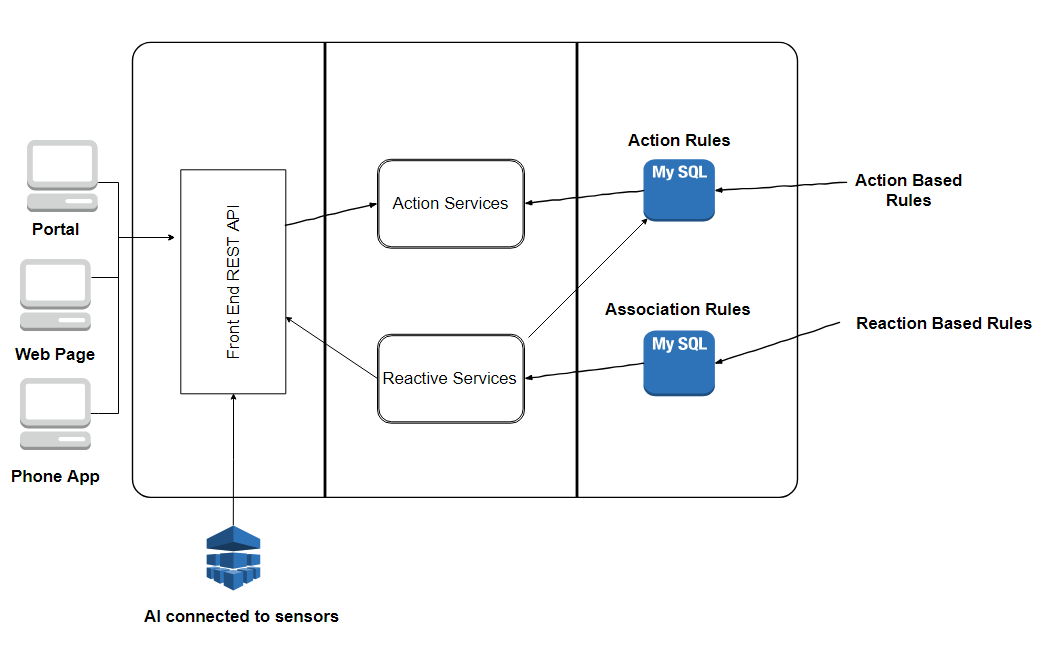 Action Rules
My SQL
Action Based
Rules
Portal
Front End REST API
Action Services
Association Rules
My SQL
Reaction Based Rules
Web Page
Reactive Services
Phone App
AI connected to sensors